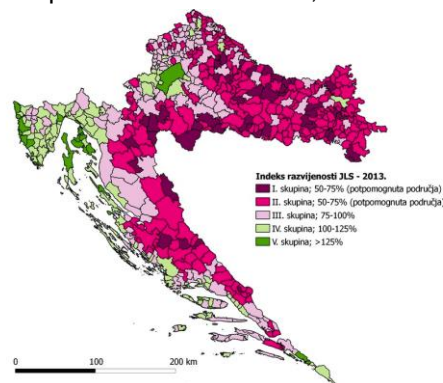 Indeks razvijenosti JLS - 2013.
I. skupina; 50-75% (potpomognuta područja)
II. skupina; 50-75% (potpomognuta područja)
III. skupina; 75-100%
IV. skupina; 100-125%
V. skupina; >125%
0 100 200 km